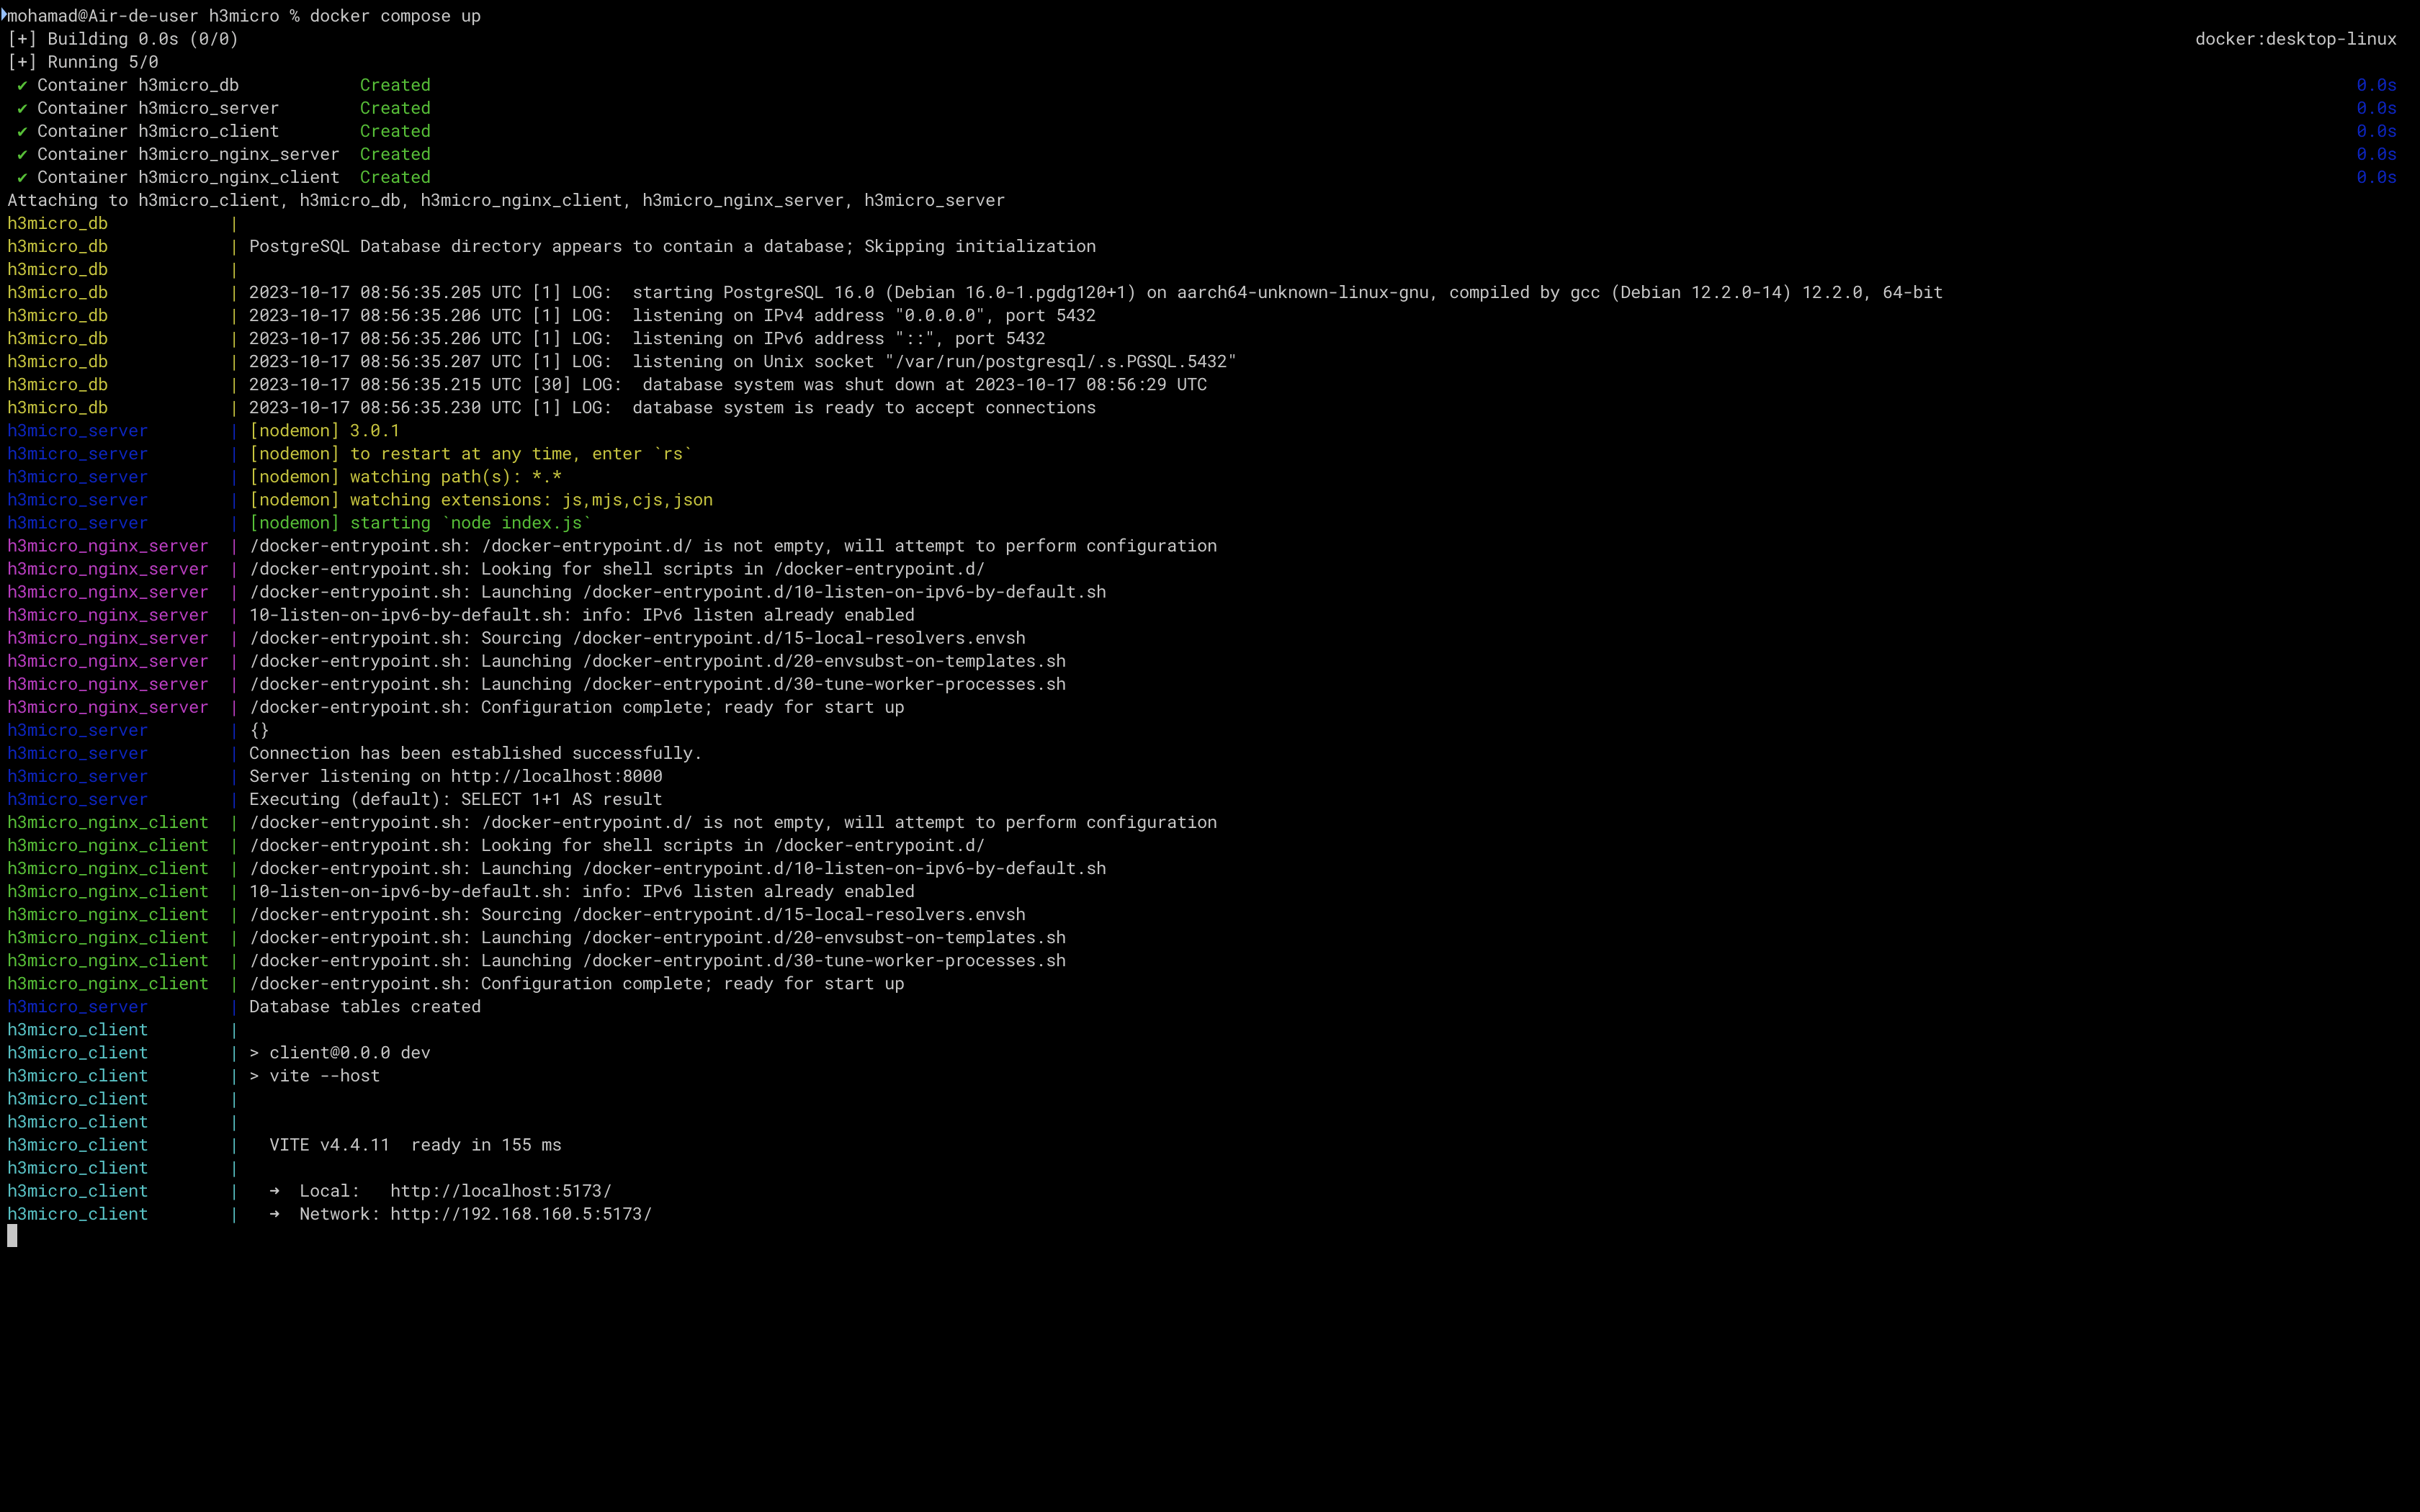 mohamad@Air-de-user h3micro % docker compose up
[+] Building 0.0s (0/0) docker:desktop-linux
[+] Running 5/0
✔ Container h3micro_db Created 0.0s
✔ Container h3micro_server Created 0.0s
✔ Container h3micro_client Created 0.0s
✔ Container h3micro_nginx_server Created 0.0s
✔ Container h3micro_nginx_client Created 0.0s
Attaching to h3micro_client, h3micro_db, h3micro_nginx_client, h3micro_nginx_server, h3micro_server
h3micro_db |
h3micro_db | PostgreSQL Database directory appears to contain a database; Skipping initialization
h3micro_db |
h3micro_db | 2023-10-17 08:56:35.205 UTC [1] LOG:  starting PostgreSQL 16.0 (Debian 16.0-1.pgdg120+1) on aarch64-unknown-linux-gnu, compiled by gcc (Debian 12.2.0-14) 12.2.0, 64-bit
h3micro_db | 2023-10-17 08:56:35.206 UTC [1] LOG:  listening on IPv4 address "0.0.0.0", port 5432
h3micro_db | 2023-10-17 08:56:35.206 UTC [1] LOG:  listening on IPv6 address "::", port 5432
h3micro_db | 2023-10-17 08:56:35.207 UTC [1] LOG:  listening on Unix socket "/var/run/postgresql/.s.PGSQL.5432"
h3micro_db | 2023-10-17 08:56:35.215 UTC [30] LOG:  database system was shut down at 2023-10-17 08:56:29 UTC
h3micro_db | 2023-10-17 08:56:35.230 UTC [1] LOG:  database system is ready to accept connections
h3micro_server | [nodemon] 3.0.1
h3micro_server | [nodemon] to restart at any time, enter `rs`
h3micro_server | [nodemon] watching path(s): *.*
h3micro_server | [nodemon] watching extensions: js,mjs,cjs,json
h3micro_server | [nodemon] starting `node index.js`
h3micro_nginx_server | /docker-entrypoint.sh: /docker-entrypoint.d/ is not empty, will attempt to perform configuration
h3micro_nginx_server | /docker-entrypoint.sh: Looking for shell scripts in /docker-entrypoint.d/
h3micro_nginx_server | /docker-entrypoint.sh: Launching /docker-entrypoint.d/10-listen-on-ipv6-by-default.sh
h3micro_nginx_server | 10-listen-on-ipv6-by-default.sh: info: IPv6 listen already enabled
h3micro_nginx_server | /docker-entrypoint.sh: Sourcing /docker-entrypoint.d/15-local-resolvers.envsh
h3micro_nginx_server | /docker-entrypoint.sh: Launching /docker-entrypoint.d/20-envsubst-on-templates.sh
h3micro_nginx_server | /docker-entrypoint.sh: Launching /docker-entrypoint.d/30-tune-worker-processes.sh
h3micro_nginx_server | /docker-entrypoint.sh: Configuration complete; ready for start up
h3micro_server | {}
h3micro_server | Connection has been established successfully.
h3micro_server | Server listening on http://localhost:8000
h3micro_server | Executing (default): SELECT 1+1 AS result
h3micro_nginx_client | /docker-entrypoint.sh: /docker-entrypoint.d/ is not empty, will attempt to perform configuration
h3micro_nginx_client | /docker-entrypoint.sh: Looking for shell scripts in /docker-entrypoint.d/
h3micro_nginx_client | /docker-entrypoint.sh: Launching /docker-entrypoint.d/10-listen-on-ipv6-by-default.sh
h3micro_nginx_client | 10-listen-on-ipv6-by-default.sh: info: IPv6 listen already enabled
h3micro_nginx_client | /docker-entrypoint.sh: Sourcing /docker-entrypoint.d/15-local-resolvers.envsh
h3micro_nginx_client | /docker-entrypoint.sh: Launching /docker-entrypoint.d/20-envsubst-on-templates.sh
h3micro_nginx_client | /docker-entrypoint.sh: Launching /docker-entrypoint.d/30-tune-worker-processes.sh
h3micro_nginx_client | /docker-entrypoint.sh: Configuration complete; ready for start up
h3micro_server | Database tables created
h3micro_client |
h3micro_client | > client@0.0.0 dev
h3micro_client | > vite --host
h3micro_client |
h3micro_client |
h3micro_client | VITE v4.4.11  ready in 155 ms
h3micro_client |
h3micro_client | ➜  Local:   http://localhost:5173/
h3micro_client | ➜  Network: http://192.168.160.5:5173/